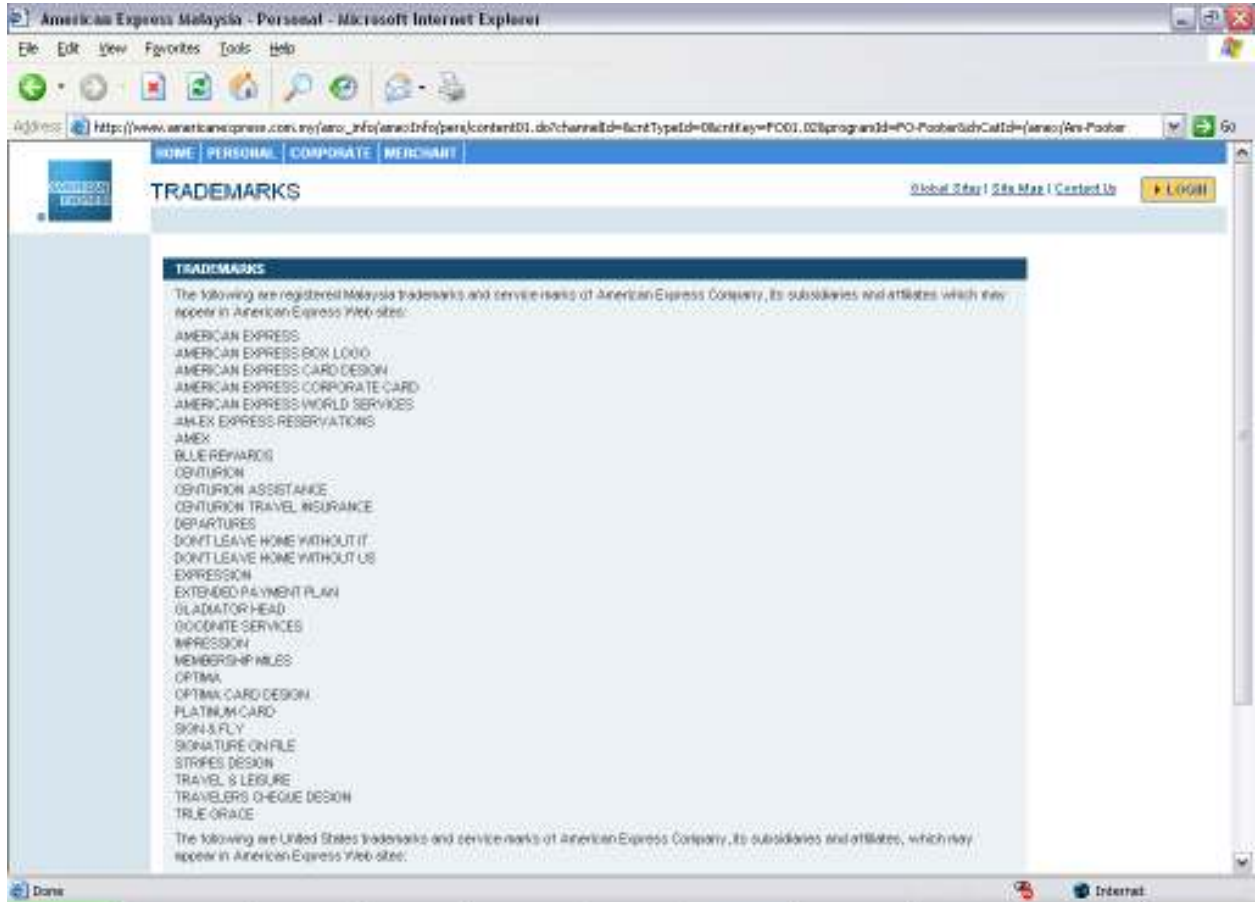 American Express Malaysia - Personal - Microsoft Internet Explorer
File Edit View Favorites Tools Help
Address http://www.americanexpress.com.my/
Go
HOME | PERSONAL | CORPORATE | MERCHANT
AMERICAN EXPRESS
TRADEMARKS
Global Sites | Site Map | Contact Us
LOGIN
TRADEMARKS
The following are registered Malaysia trademarks and service marks of American Express Company, its subsidiaries and affiliates which may
appear in American Express Web sites:
AMERICAN EXPRESS
AMERICAN EXPRESS BOX LOGO
AMERICAN EXPRESS CARD DESIGN
AMERICAN EXPRESS CORPORATE CARD
AMERICAN EXPRESS WORLD SERVICES
AM-EX EXPRESS RESERVATIONS
AMEX
BLUE REWARDS
CENTURION
CENTURION ASSISTANCE
CENTURION TRAVEL INSURANCE
DEPARTURES
DON'T LEAVE HOME WITHOUT IT
DON'T LEAVE HOME WITHOUT US
EXPRESSION
EXTENDED PAYMENT PLAN
GLADIATOR HEAD
GOODNITE SERVICES
IMPRESSION
MEMBERSHIP MILES
OPTIMA
OPTIMA CARD DESIGN
PLATINUM CARD
SIGN & FLY
SIGNATURE ON FILE
STRIPES DESIGN
TRAVEL & LEISURE
TRAVELERS CHEQUE DESIGN
TRUE GRACE
The following are United States trademarks and service marks of American Express Company, its subsidiaries and affiliates, which may
appear in American Express Web sites:
Done
Internet